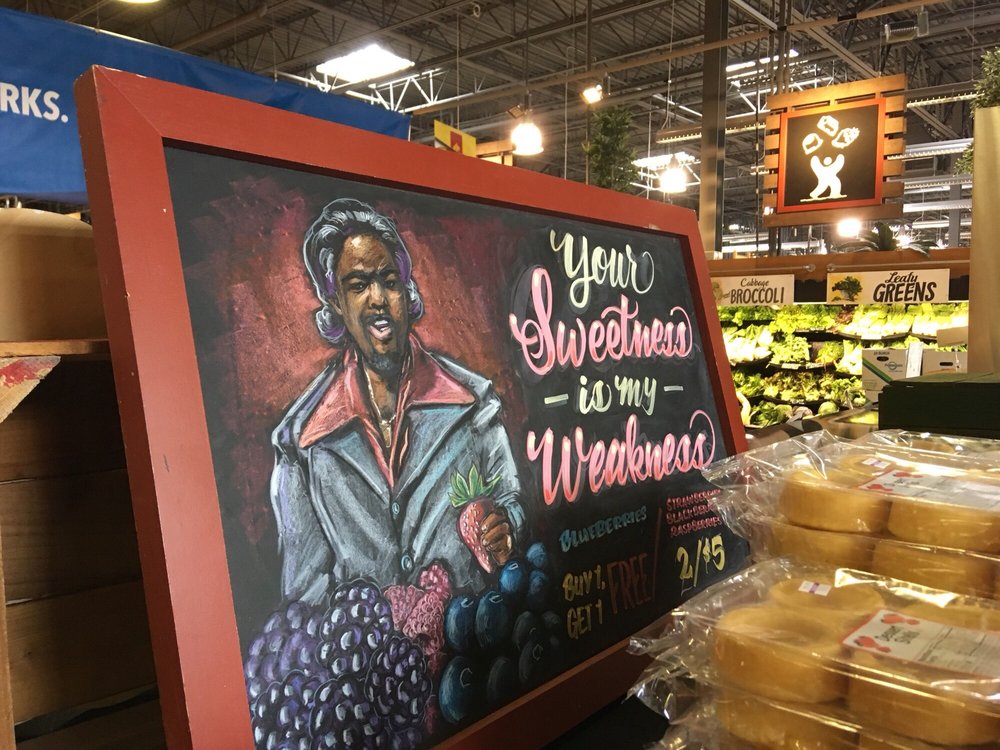 RKS.
Your
Sweetness
- is my -
Weakness
BLUEBERRIES
BUY 1,
GET 1 FREE
STRAWBERRIES
BLACKBERRIES
RASPBERRIES
2/$5
Cabbage
BROCCOLI
Leafy
GREENS